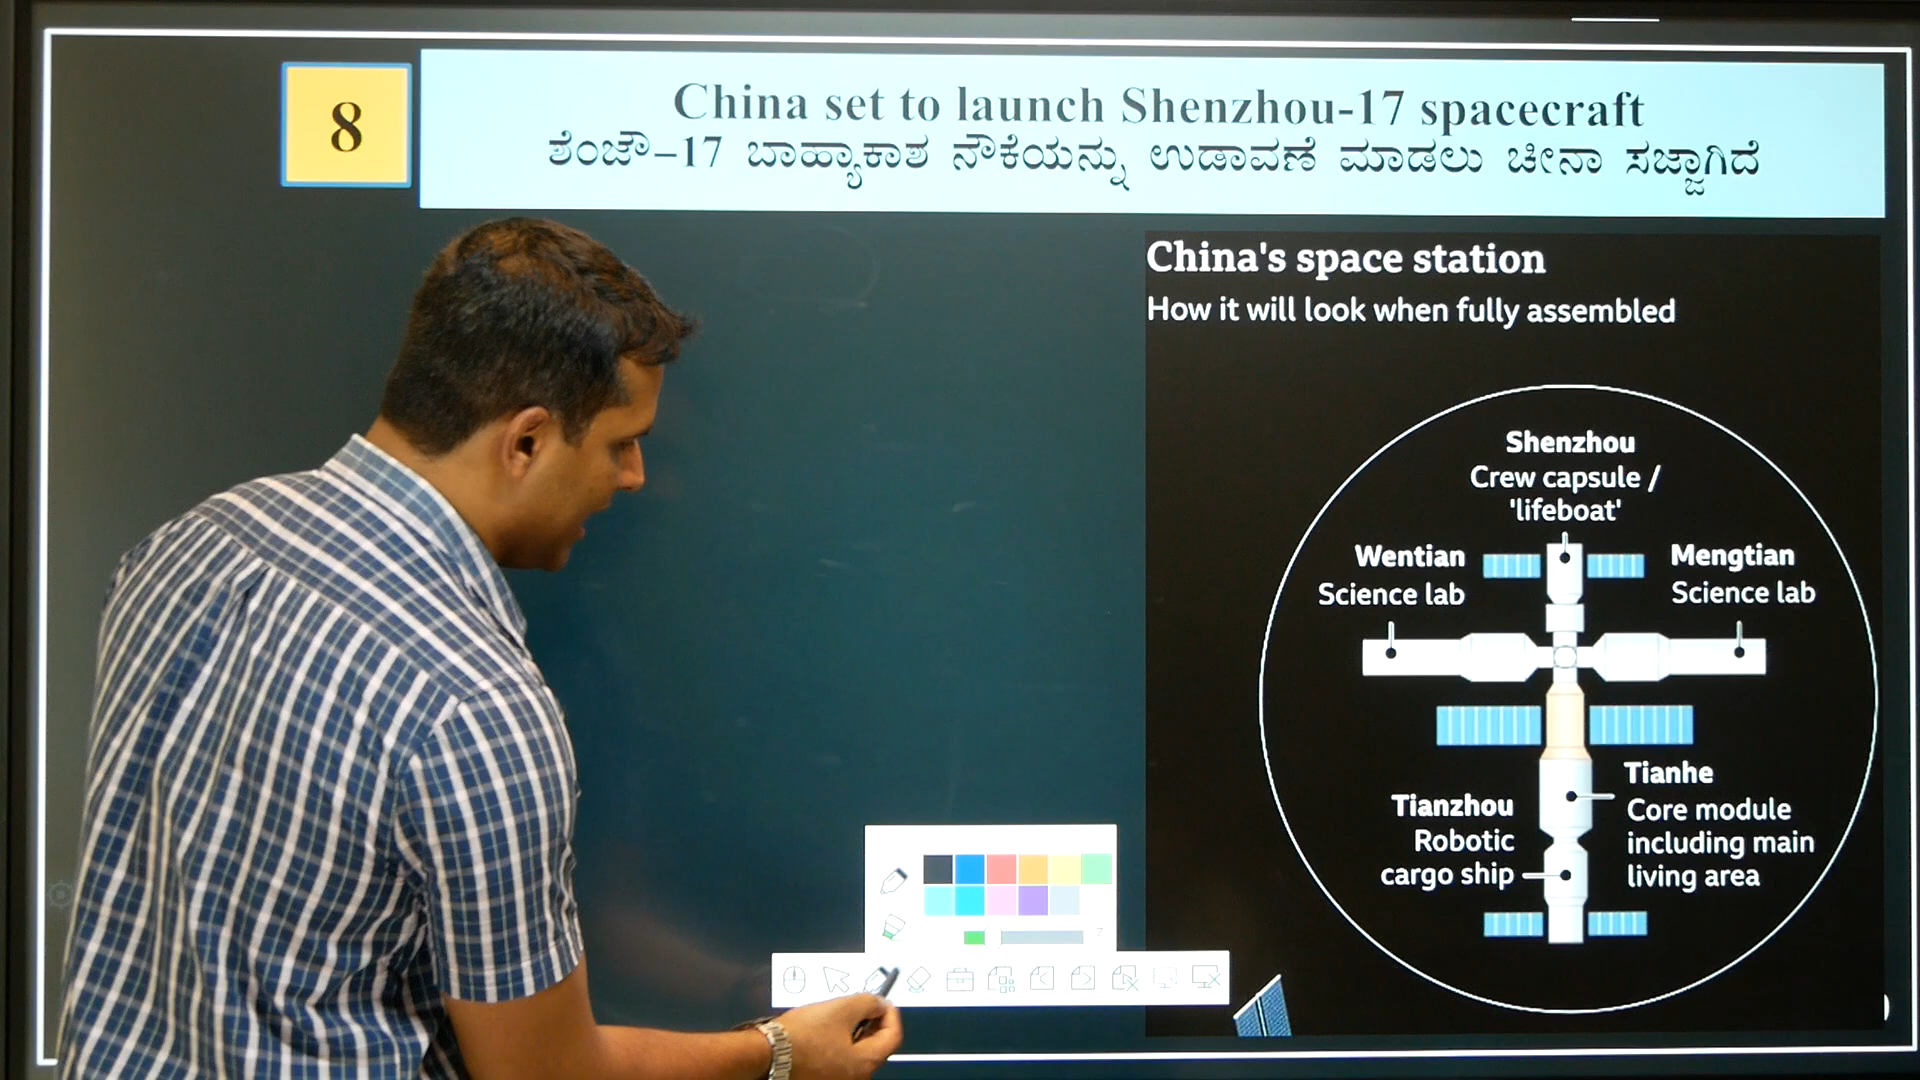 8
China set to launch Shenzhou-17 spacecraft
ಶೆಂಜೌ–17 ಬಾಹ್ಯಾಕಾಶ ನೌಕೆಯನ್ನು ಉಡಾವಣೆ ಮಾಡಲು ಚೀನಾ ಸಜ್ಜಾಗಿದೆ
China's space station
How it will look when fully assembled
Shenzhou
Crew capsule /
'lifeboat'
Wentian
Science lab
Mengtian
Science lab
Tianhe
Core module
including main
living area
Tianzhou
Robotic
cargo ship
7